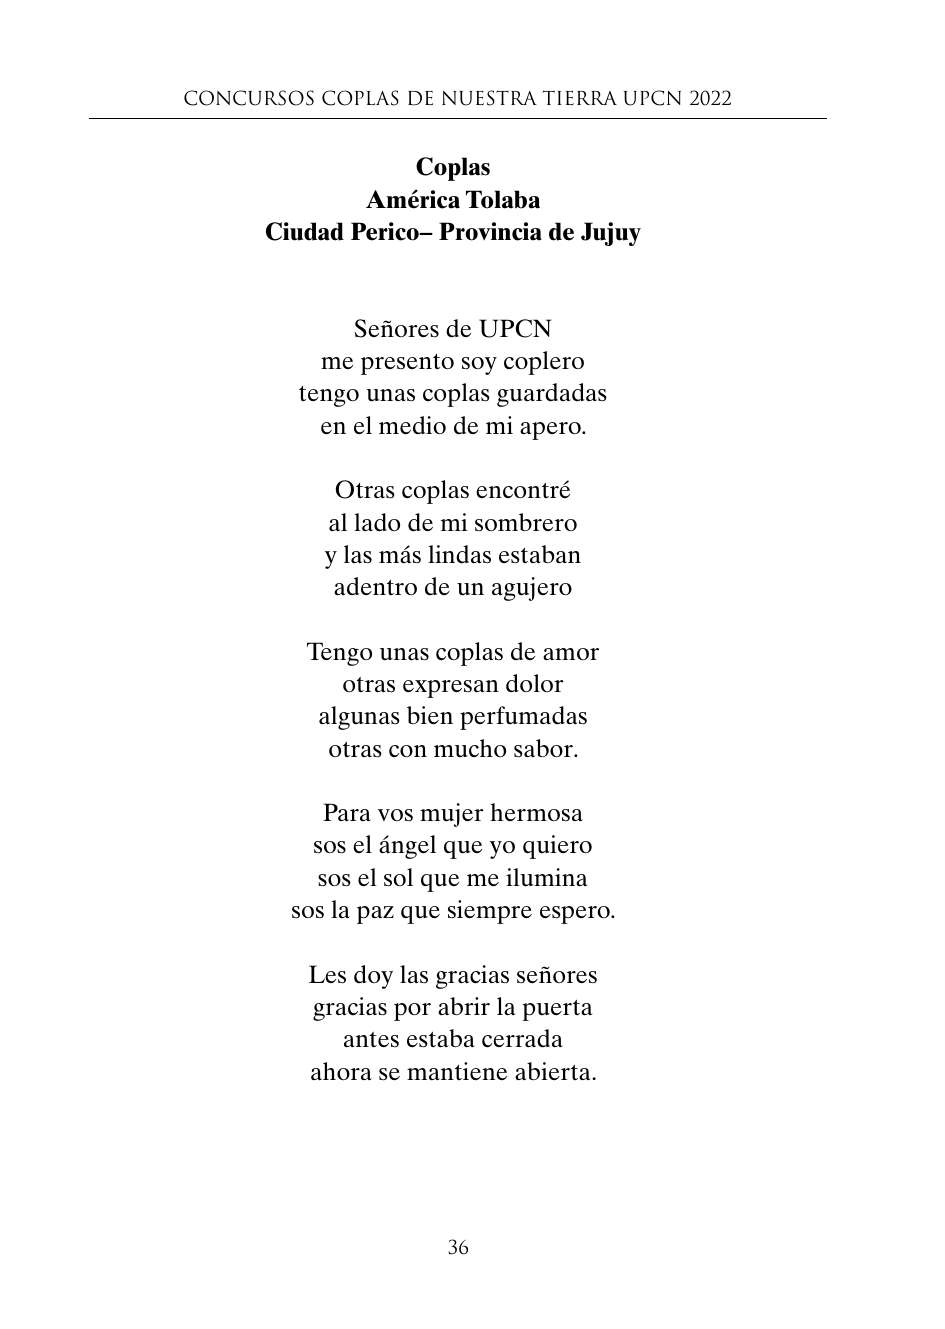 CONCURSOS COPLAS DE NUESTRA TIERRA UPCN 2022
Coplas
América Tolaba
Ciudad Perico– Provincia de Jujuy
Señores de UPCN
me presento soy coplero
tengo unas coplas guardadas
en el medio de mi apero.
Otras coplas encontré
al lado de mi sombrero
y las más lindas estaban
adentro de un agujero
Tengo unas coplas de amor
otras expresan dolor
algunas bien perfumadas
otras con mucho sabor.
Para vos mujer hermosa
sos el ángel que yo quiero
sos el sol que me ilumina
sos la paz que siempre espero.
Les doy las gracias señores
gracias por abrir la puerta
antes estaba cerrada
ahora se mantiene abierta.
36